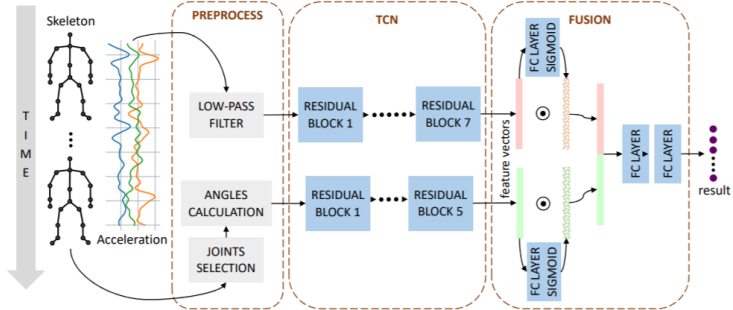 Skeleton
PREPROCESS
TCN
FUSION
TIME
Acceleration
LOW-PASS
FILTER
ANGLES
CALCULATION
JOINTS
SELECTION
RESIDUAL
BLOCK 1
RESIDUAL
BLOCK 7
RESIDUAL
BLOCK 1
RESIDUAL
BLOCK 5
feature vectors
FC LAYER
SIGMOID
FC LAYER
SIGMOID
FC LAYER
FC LAYER
result